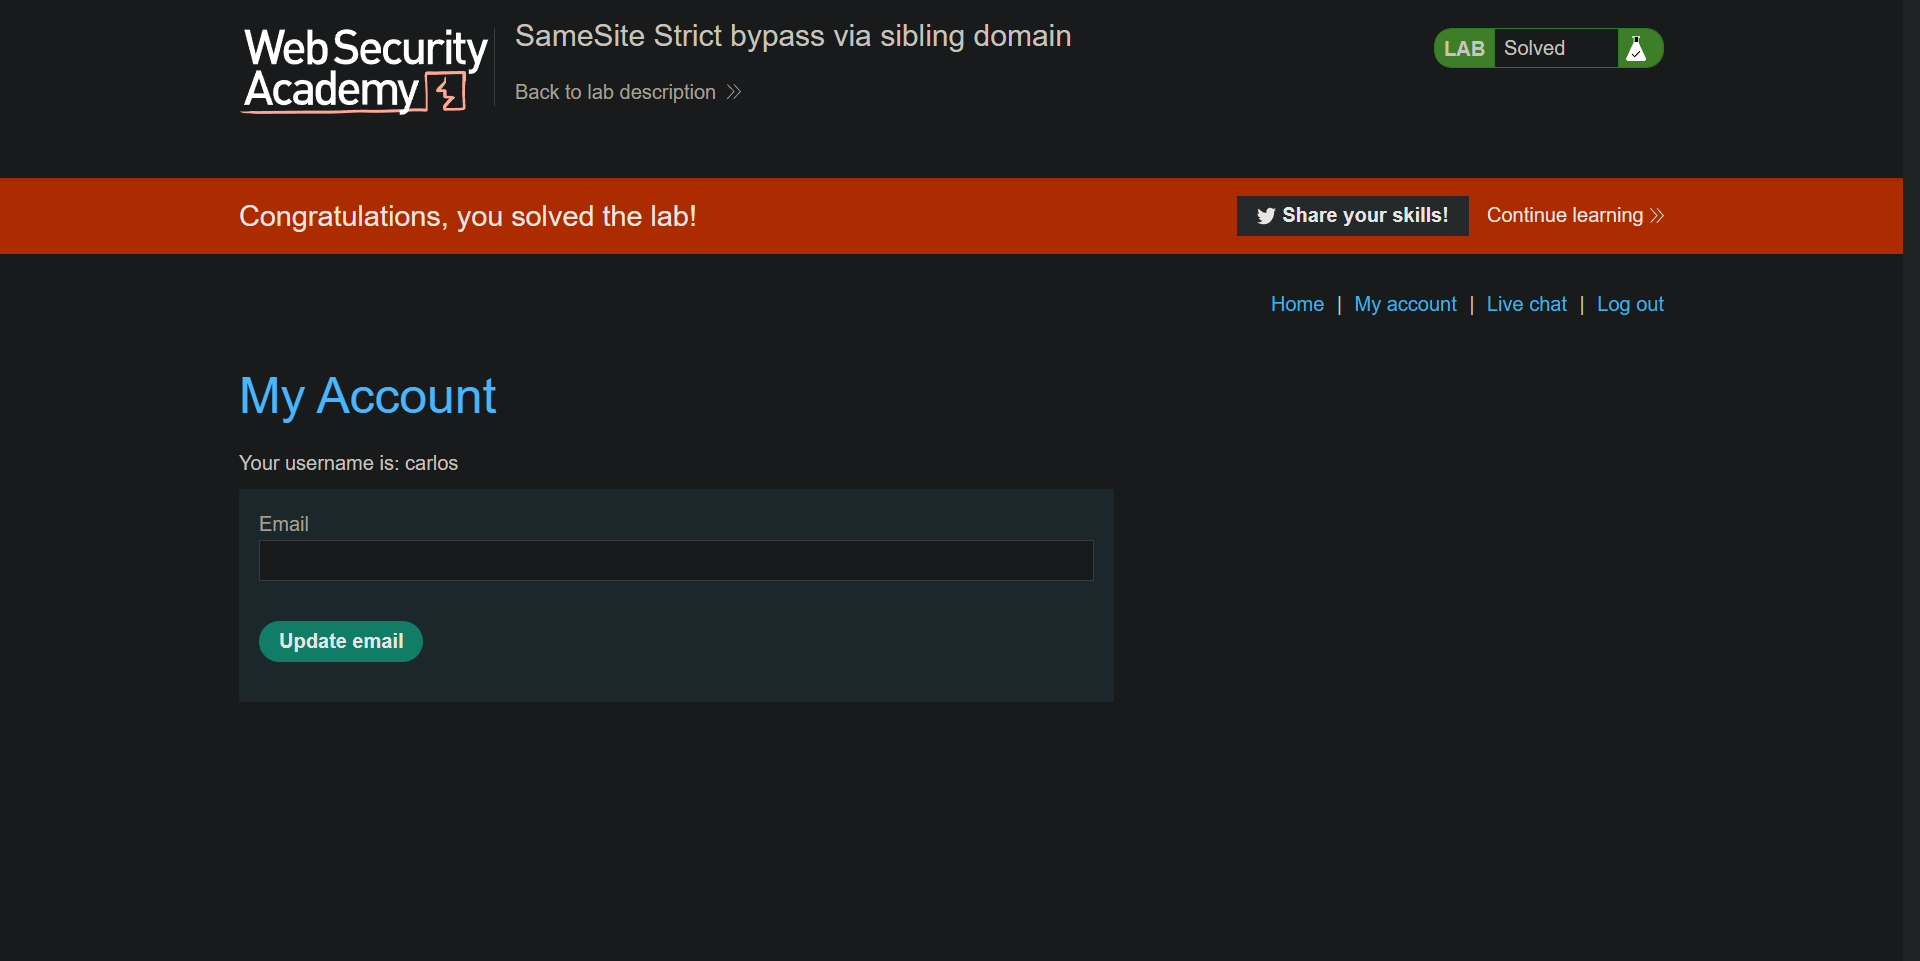 Web Security
Academy
SameSite Strict bypass via sibling domain
Back to lab description
LAB Solved
Congratulations, you solved the lab!
Share your skills!
Continue learning
Home | My account | Live chat | Log out
My Account
Your username is: carlos
Email
Update email